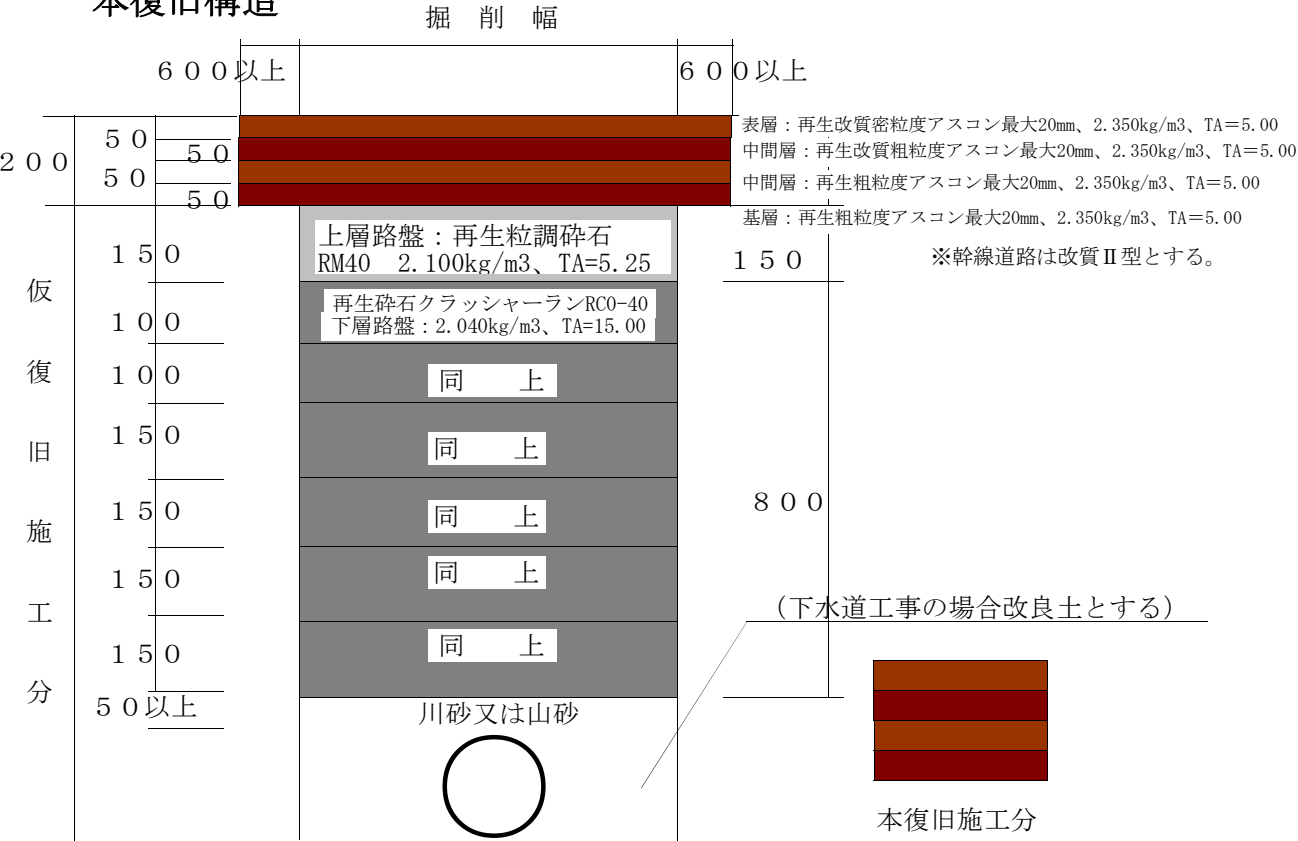 本復旧構造
掘　削　幅
６００以上
６００以上
２００
５０
５０
５０
５０
表層：再生改質密粒度アスコン最大20mm、2.350kg/m3、TA＝5.00
中間層：再生改質粗粒度アスコン最大20mm、2.350kg/m3、TA＝5.00
中間層：再生粗粒度アスコン最大20mm、2.350kg/m3、TA＝5.00
基層：再生粗粒度アスコン最大20mm、2.350kg/m3、TA＝5.00
※幹線道路は改質Ⅱ型とする。
仮復旧施工分
１５０
上層路盤：再生粒調砕石
RM40　2.100kg/m3、TA=5.25
１５０
１００
再生砕石クラッシャーランRC0-40
下層路盤：2.040kg/m3、TA=15.00
１００
同　　上
１５０
同　　上
１５０
同　　上
８００
１５０
同　　上
１５０
同　　上
５０以上
川砂又は山砂
（下水道工事の場合改良土とする）
本復旧施工分